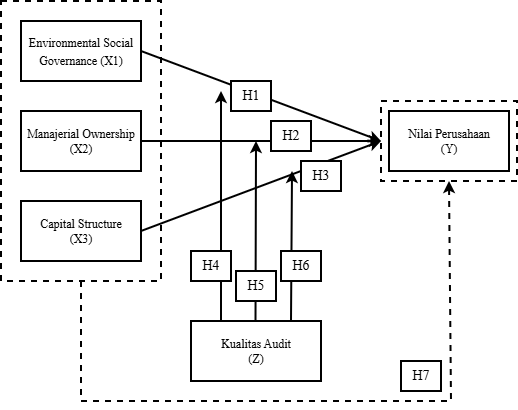 Environmental Social
Governance (X1)
H1
Manajerial Ownership
(X2)
H2
Nilai Perusahaan
(Y)
H3
Capital Structure
(X3)
H4
H5
H6
Kualitas Audit
(Z)
H7